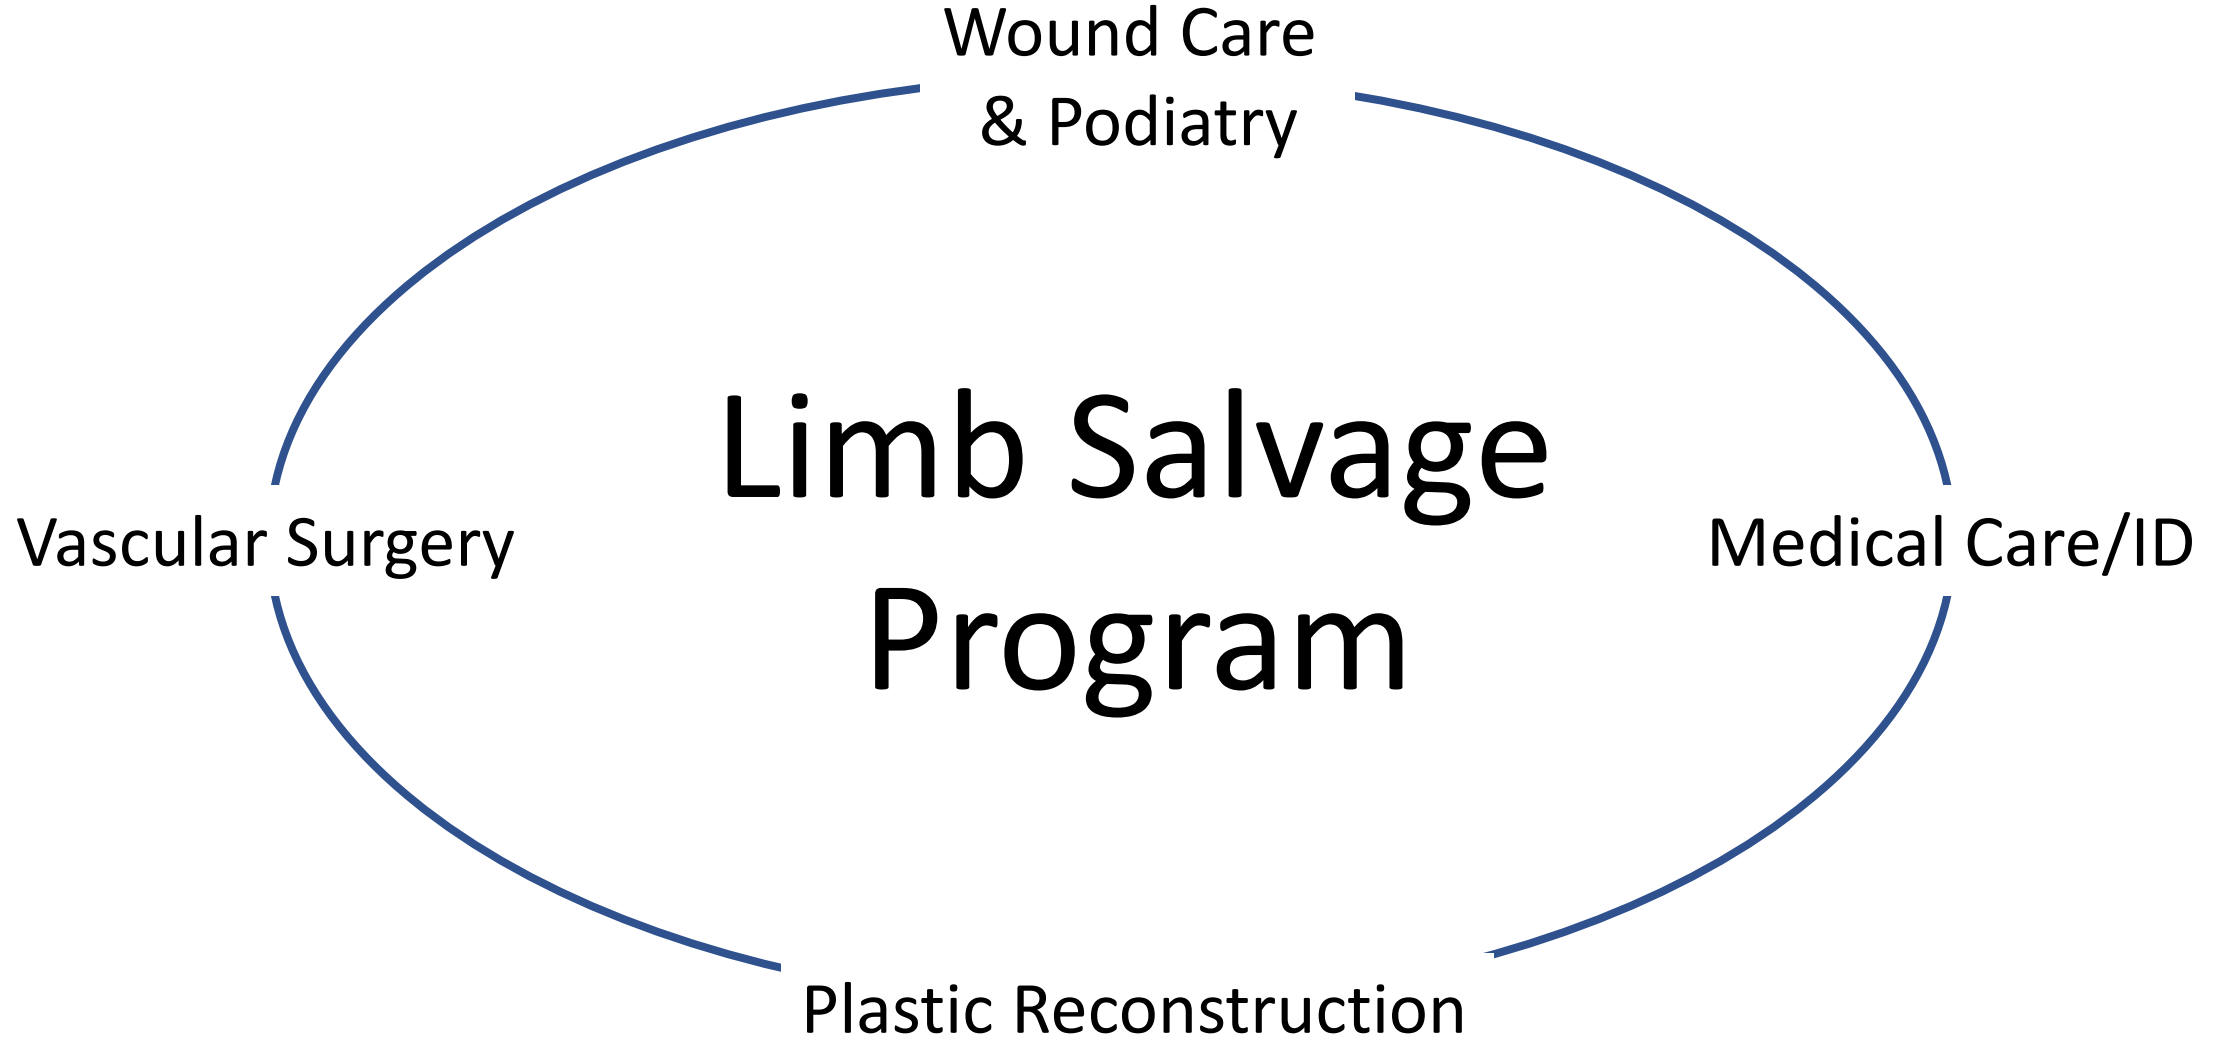 Wound Care
& Podiatry
Limb Salvage
Program
Vascular Surgery
Medical Care/ID
Plastic Reconstruction